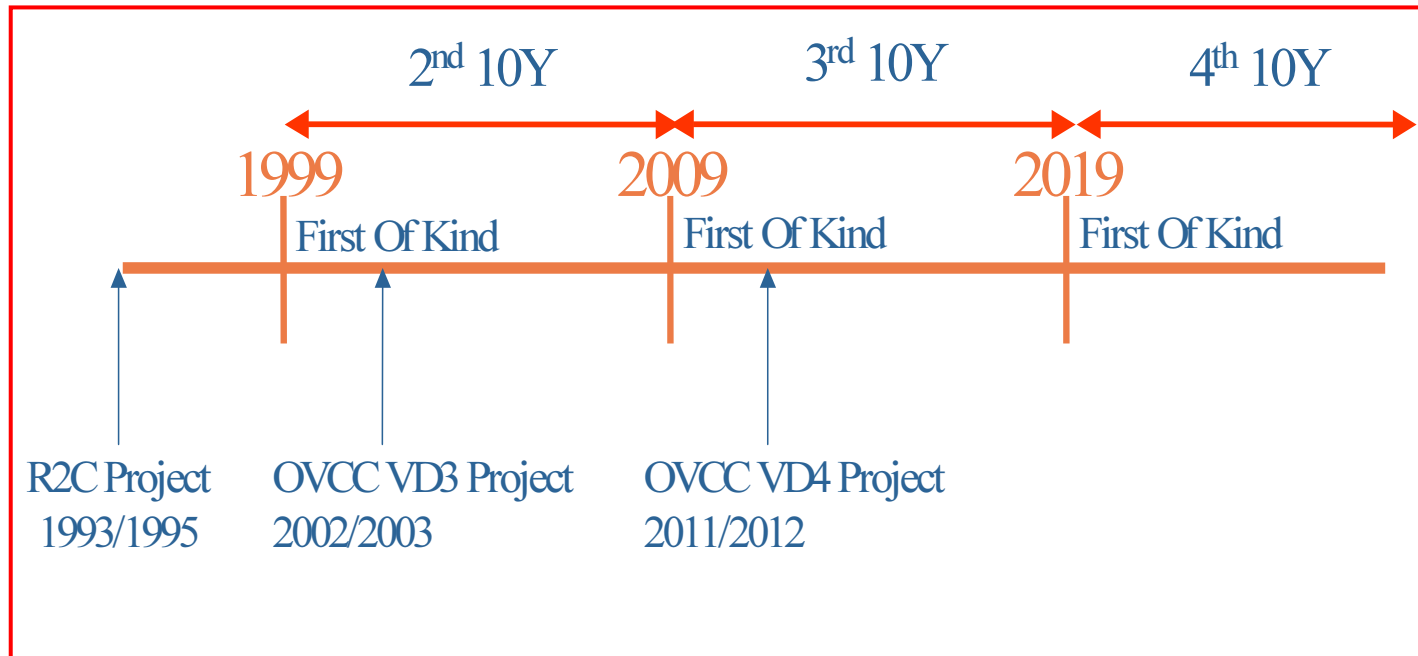 2nd 10Y
3rd 10Y
4th 10Y
1999
2009
2019
First Of Kind
First Of Kind
First Of Kind
R2C Project
1993/1995
OVCC VD3 Project
2002/2003
OVCC VD4 Project
2011/2012